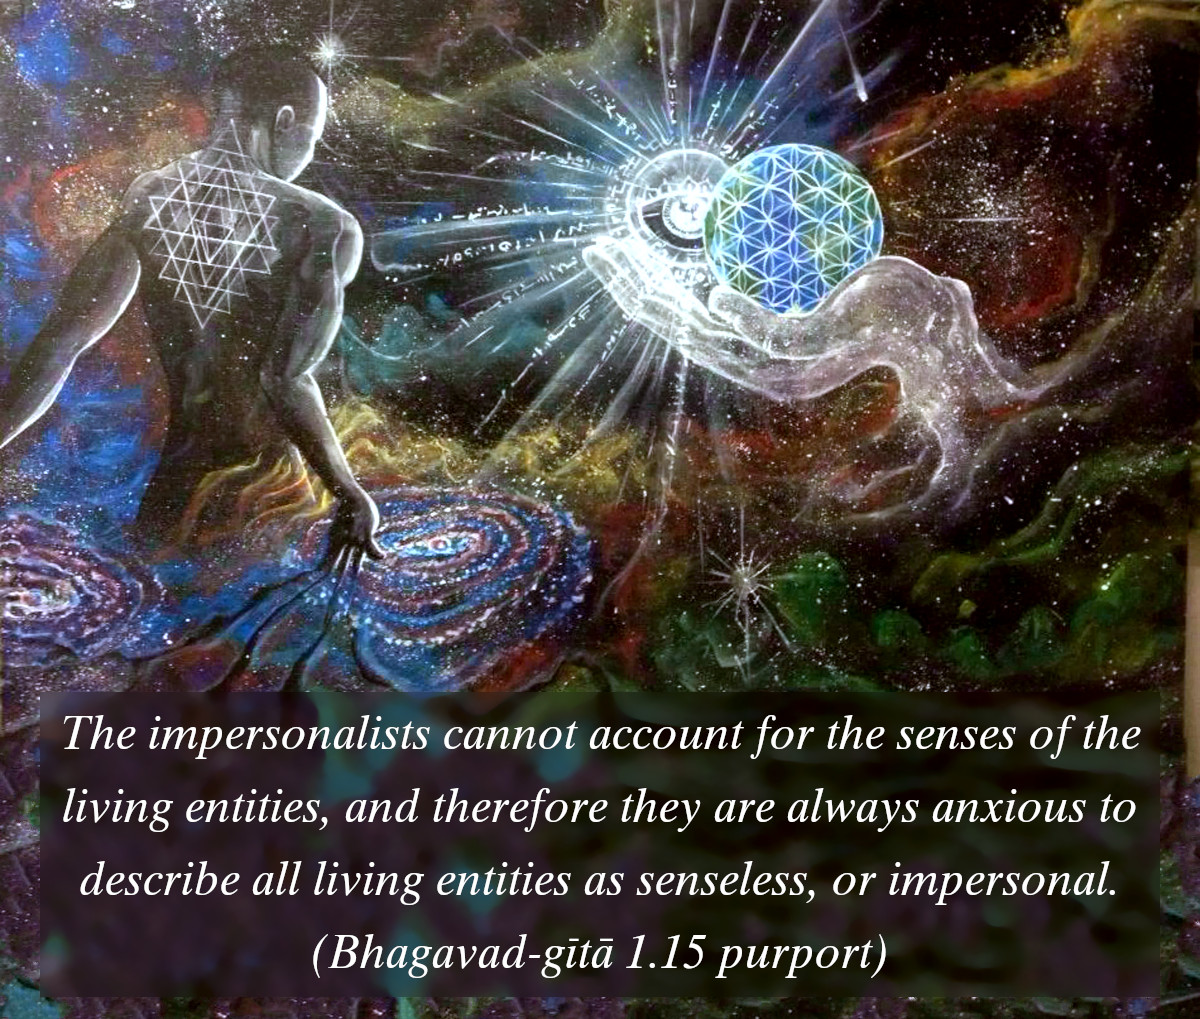 The impersonalists cannot account for the senses of the
living entities, and therefore they are always anxious to
describe all living entities as senseless, or impersonal.
(Bhagavad-gītā 1.15 purport)